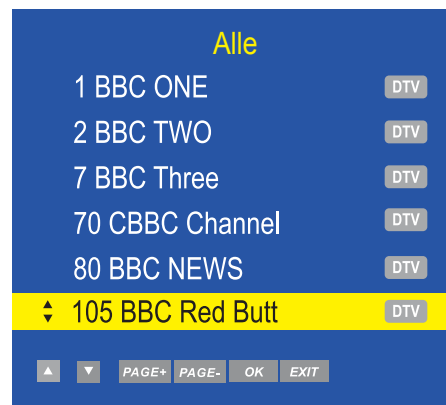 Alle
1 BBC ONE DTV
2 BBC TWO DTV
7 BBC Three DTV
70 CBBC Channel DTV
80 BBC NEWS DTV
105 BBC Red Butt DTV
PAGE+ PAGE- OK EXIT